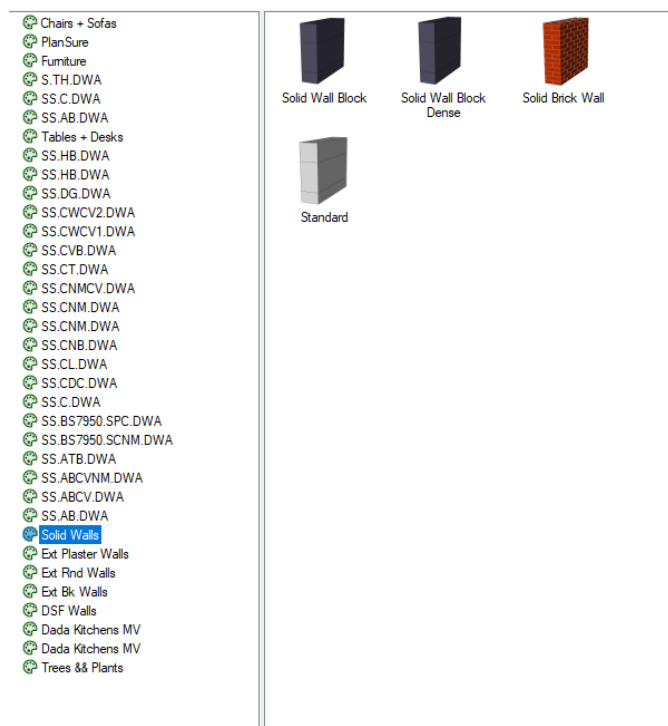 Chairs + Sofas
PlanSure
Furniture
S.TH.DWA
SS.C.DWA
SS.AB.DWA
Tables + Desks
SS.HB.DWA
SS.HB.DWA
SS.DG.DWA
SS.CWCV2.DWA
SS.CWCV1.DWA
SS.CVB.DWA
SS.CT.DWA
SS.CNMCV.DWA
SS.CNM.DWA
SS.CNM.DWA
SS.CNB.DWA
SS.CL.DWA
SS.CDC.DWA
SS.C.DWA
SS.BS7950.SPC.DWA
SS.BS7950.SCNM.DWA
SS.ATB.DWA
SS.ABCVNM.DWA
SS.ABCV.DWA
SS.AB.DWA
Solid Walls
Ext Plaster Walls
Ext Rnd Walls
Ext Bk Walls
DSF Walls
Dada Kitchens MV
Dada Kitchens MV
Trees && Plants
Solid Wall Block
Solid Wall Block
Dense
Solid Brick Wall
Standard